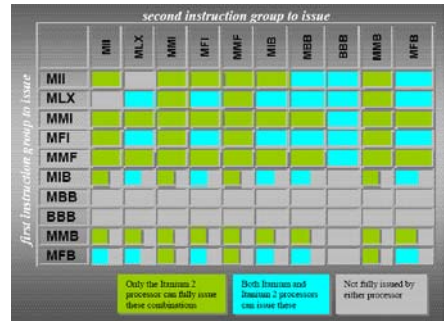 second instruction group to issue
MII MLX MMI MFI MMF MIB MBB BBB MMB MFB
first instruction group to issue
MII
MLX
MMI
MFI
MMF
MIB
MBB
BBB
MMB
MFB
Only the Itanium 2
processor can fully issue
these combinations
Both Itanium and
Itanium 2 processors
can issue these
Not fully issued by
either processor